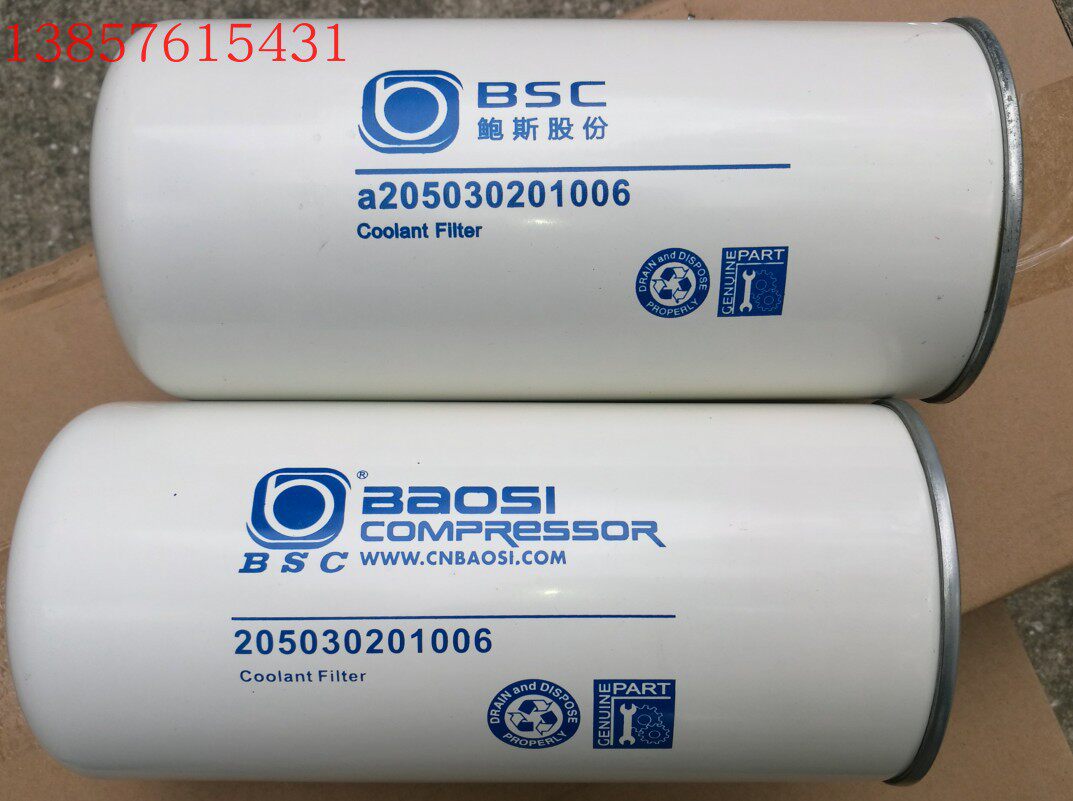 13857615431
BSC
鲍斯股份
a205030201006
Coolant Filter
DRAIN and DISPOSE PROPERLY
GENUINE PART
®
BAOSI
COMPRESSOR
BSC
WWW.CNBAOSI.COM
205030201006
Coolant Filter
DRAIN and DISPOSE PROPERLY
GENUINE PART